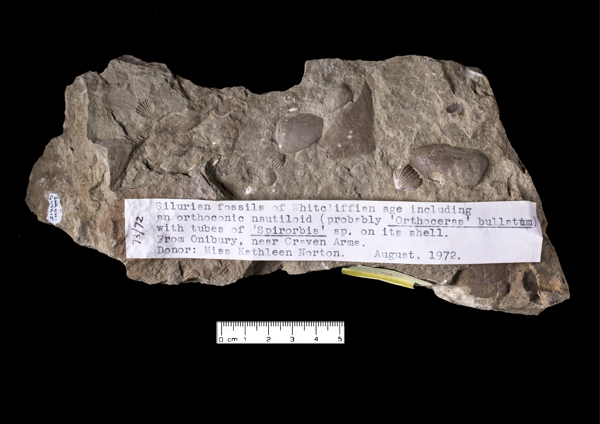 Silurian fossils of Whitcliffian age including
an orthoconic nautiloid (probably 'Orthoceras' bullatum)
with tubes of 'Spirorbis' sp. on its shell.
From Onibury, near Craven Arms.
Donor: Miss Kathleen Norton. August, 1972.
73/72
0 cm 1 2 3 4 5